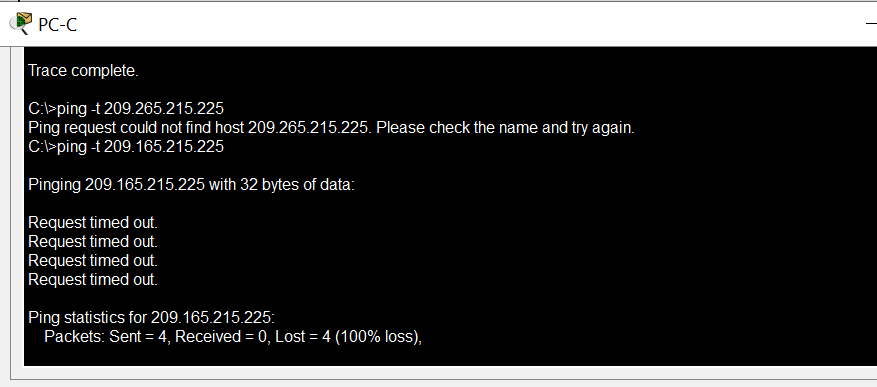 PC-C
Trace complete.
C:\>ping -t 209.265.215.225
Ping request could not find host 209.265.215.225. Please check the name and try again.
C:\>ping -t 209.165.215.225
Pinging 209.165.215.225 with 32 bytes of data:
Request timed out.
Request timed out.
Request timed out.
Request timed out.
Ping statistics for 209.165.215.225:
Packets: Sent = 4, Received = 0, Lost = 4 (100% loss),